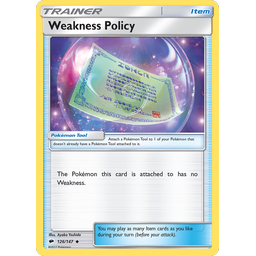 TRAINER
Item
Weakness Policy
Pokémon Tool
Attach a Pokémon Tool to 1 of your Pokémon that
doesn't already have a Pokémon Tool attached to it.
The Pokémon this card is attached to has no
Weakness.
You may play as many Item cards as you like
during your turn (before your attack).
Illus. Ayaka Yoshida
126/147